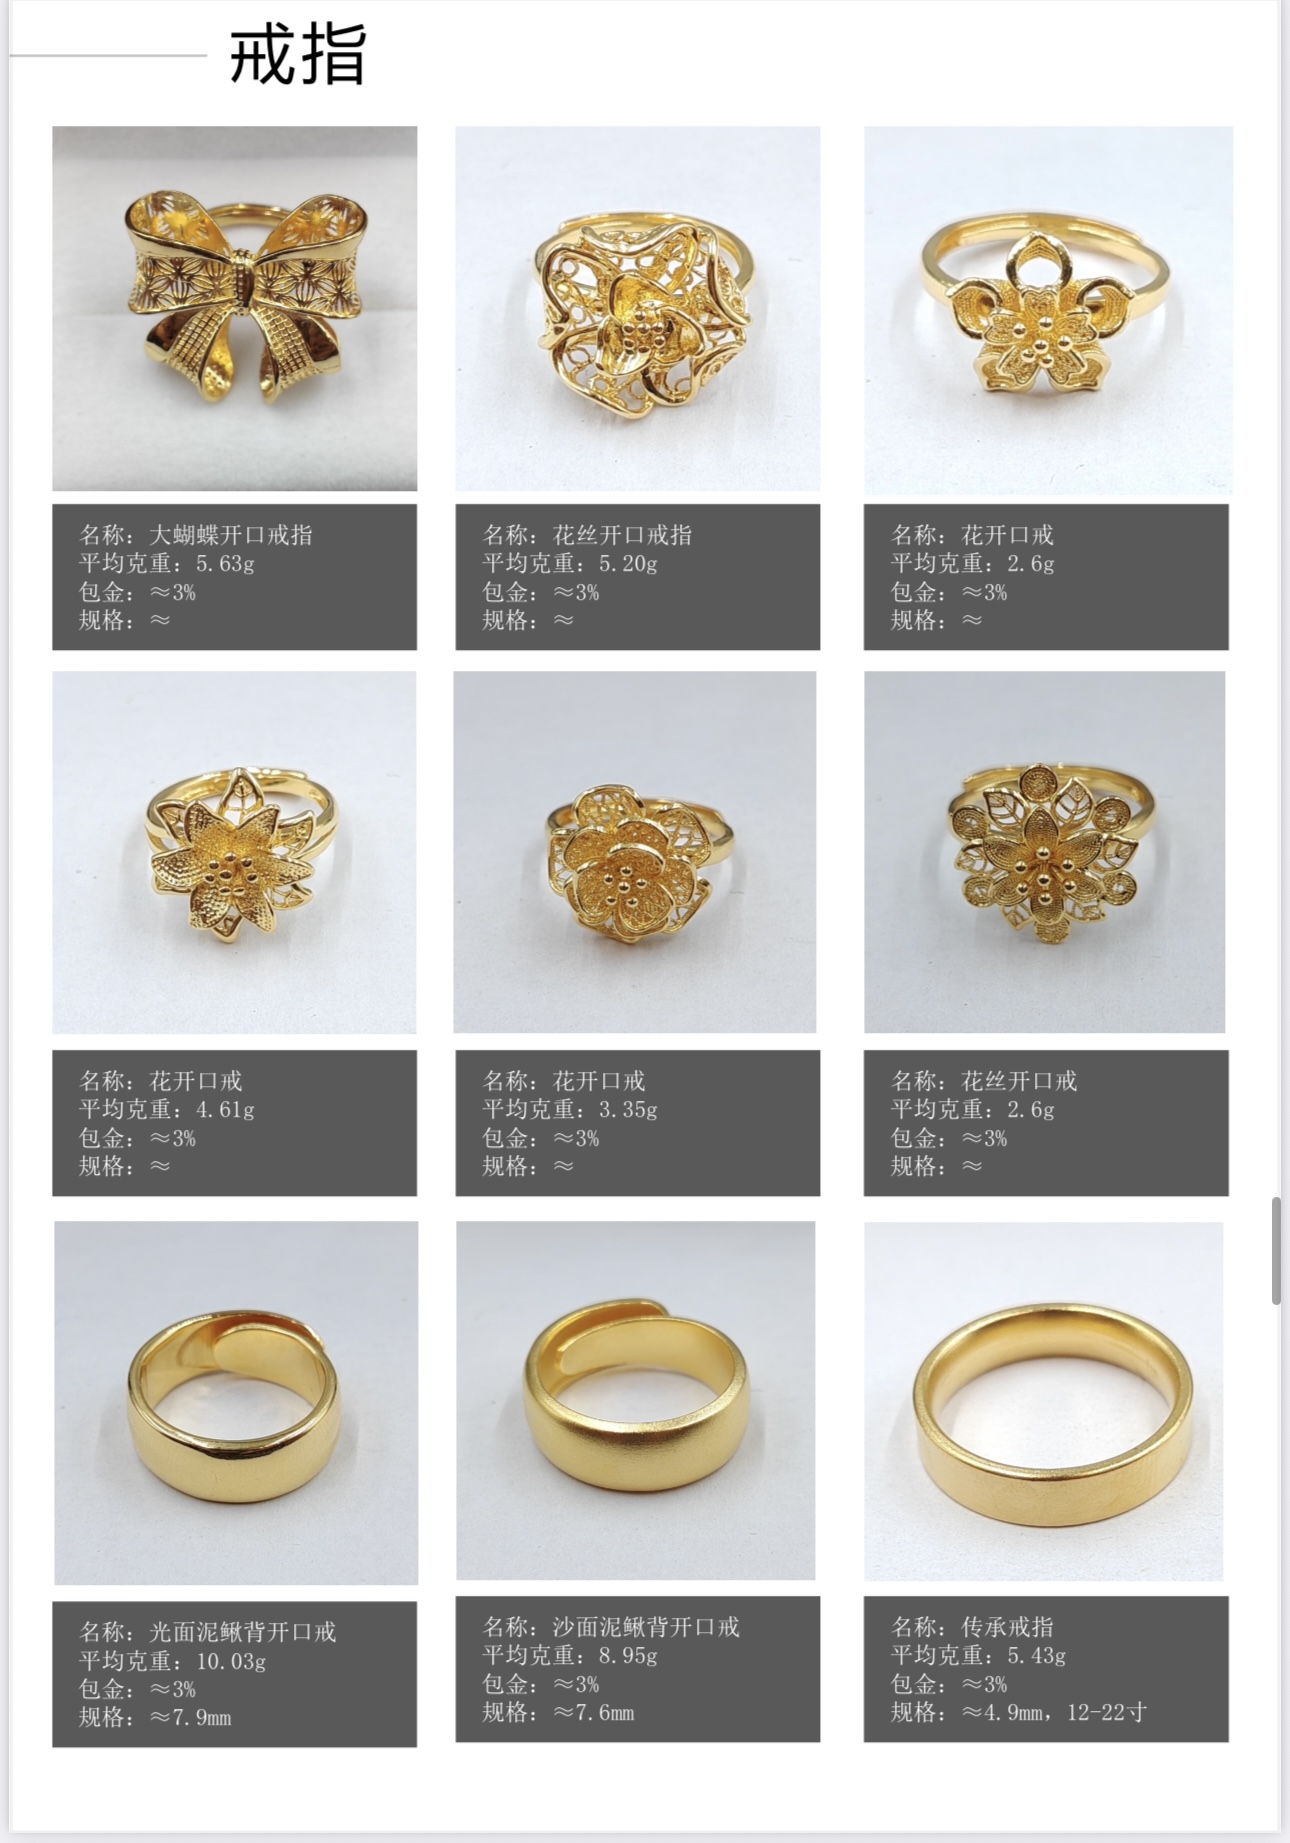 戒指
名称：大蝴蝶开口戒指
平均克重：5.63g
包金：≈3%
规格：≈
名称：花丝开口戒指
平均克重：5.20g
包金：≈3%
规格：≈
名称：花开口戒
平均克重：2.6g
包金：≈3%
规格：≈
名称：花开口戒
平均克重：4.61g
包金：≈3%
规格：≈
名称：花开口戒
平均克重：3.35g
包金：≈3%
规格：≈
名称：花丝开口戒
平均克重：2.6g
包金：≈3%
规格：≈
名称：光面泥鳅背开口戒
平均克重：10.03g
包金：≈3%
规格：≈7.9mm
名称：沙面泥鳅背开口戒
平均克重：8.95g
包金：≈3%
规格：≈7.6mm
名称：传承戒指
平均克重：5.43g
包金：≈3%
规格：≈4.9mm，12-22寸